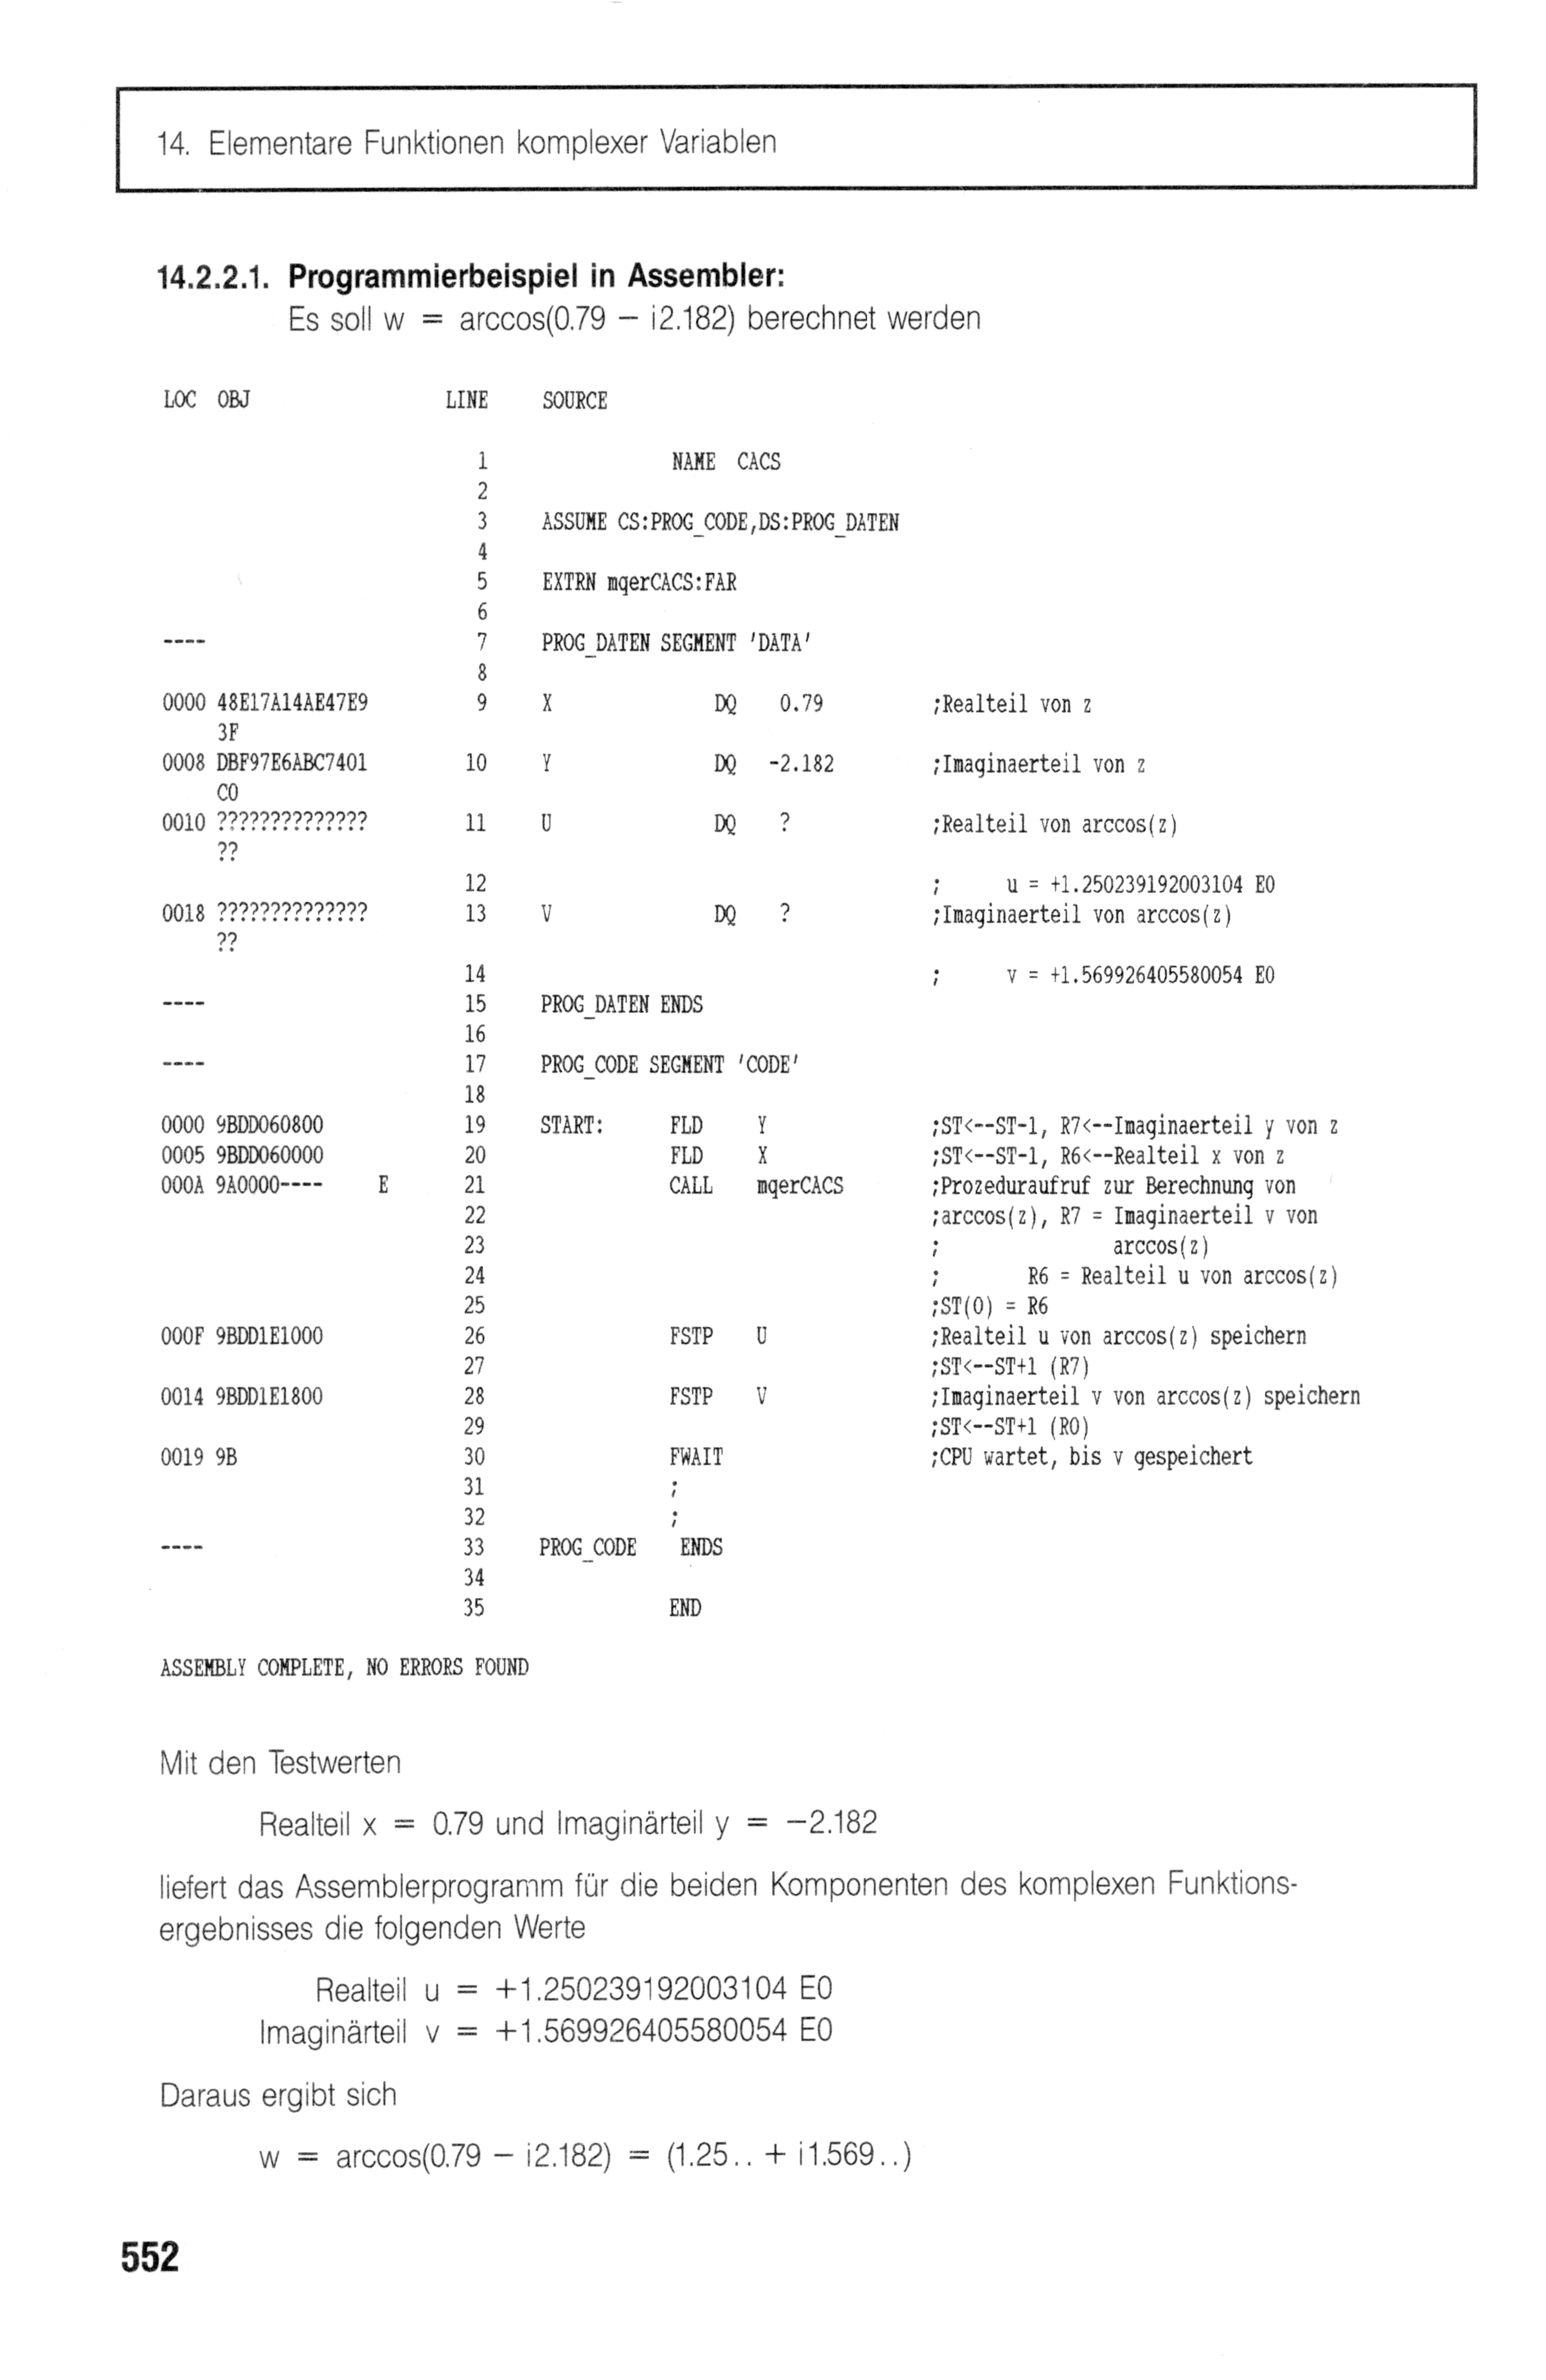 14. Elementare Funktionen komplexer Variablen
14.2.2.1. Programmierbeispiel in Assembler:
Es soll w = arccos(0.79 − i2.182) berechnet werden
LOC OBJ LINE SOURCE
1 NAME CACS
2
3 ASSUME CS:PROG_CODE,DS:PROG_DATEN
4
5 EXTRN mqerCACS:FAR
6
---- 7 PROG_DATEN SEGMENT 'DATA'
8
0000 48E17A14AE47E9 9 X DQ 0.79 ;Realteil von z
3F
0008 DBF97E6ABC7401 10 Y DQ -2.182 ;Imaginaerteil von z
C0
0010 ?????????????? 11 U DQ ? ;Realteil von arccos(z)
??
12 ; u = +1.250239192003104 E0
0018 ?????????????? 13 V DQ ? ;Imaginaerteil von arccos(z)
??
14 ; v = +1.569926405580054 E0
---- 15 PROG_DATEN ENDS
16
---- 17 PROG_CODE SEGMENT 'CODE'
18
0000 9BDD060800 19 START: FLD Y ;ST<--ST-1, R7<--Imaginaerteil y von z
0005 9BDD060000 20 FLD X ;ST<--ST-1, R6<--Realteil x von z
000A 9A0000---- E 21 CALL mqerCACS ;Prozeduraufruf zur Berechnung von
22 ;arccos(z), R7 = Imaginaerteil v von
23 ; arccos(z)
24 ; R6 = Realteil u von arccos(z)
25 ;ST(0) = R6
000F 9BDD1E1000 26 FSTP U ;Realteil u von arccos(z) speichern
27 ;ST<--ST+1 (R7)
0014 9BDD1E1800 28 FSTP V ;Imaginaerteil v von arccos(z) speichern
29 ;ST<--ST+1 (R0)
0019 9B 30 FWAIT ;CPU wartet, bis v gespeichert
31 ;
32 ;
---- 33 PROG_CODE ENDS
34
35 END
ASSEMBLY COMPLETE, NO ERRORS FOUND
Mit den Testwerten
Realteil x = 0.79 und Imaginärteil y = −2.182
liefert das Assemblerprogramm für die beiden Komponenten des komplexen Funktions-
ergebnisses die folgenden Werte
Realteil u = +1.250239192003104 E0
Imaginärteil v = +1.569926405580054 E0
Daraus ergibt sich
w = arccos(0.79 − i2.182) = (1.25.. + i1.569..)
552